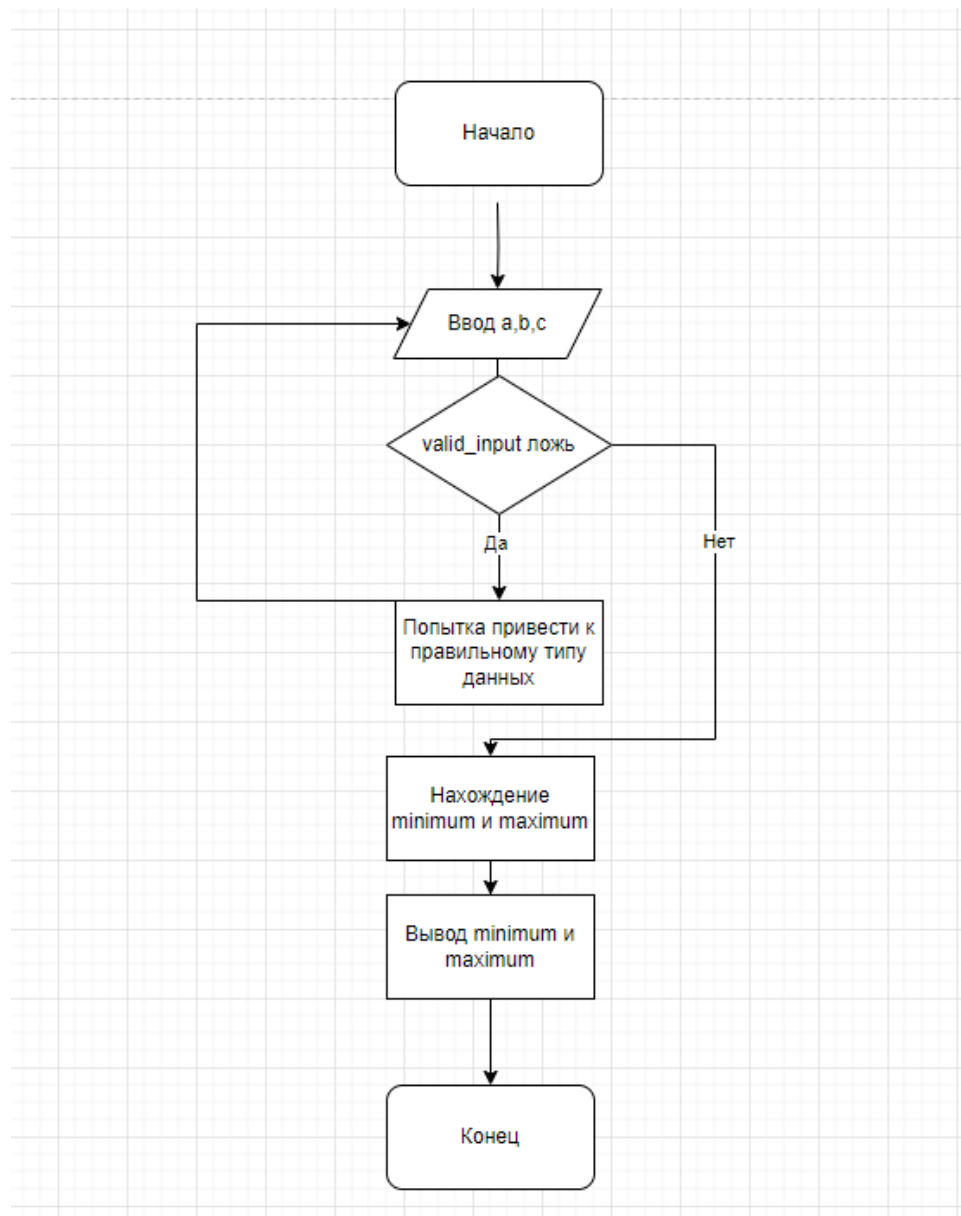 Начало
Ввод a,b,c
valid_input ложь
Да
Нет
Попытка привести к
правильному типу
данных
Нахождение
minimum и maximum
Вывод minimum и
maximum
Конец